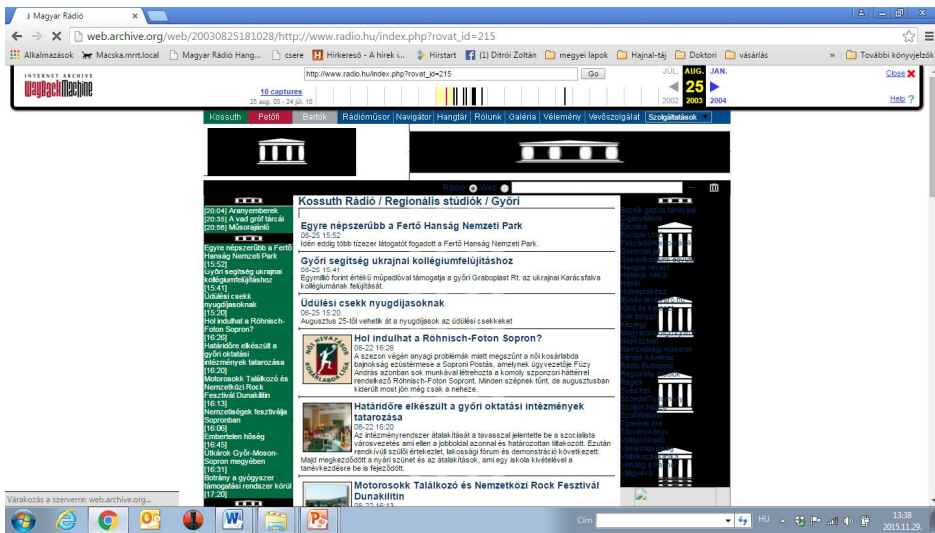 Magyar Rádió
web.archive.org/web/20030825181028/http://www.radio.hu/index.php?rovat_id=215
Alkalmazások Macska.mrrt.local Magyar Rádió Hang... csere Hírkereső - A hírek i... Hírstart (1) Ditrói Zoltán megyei lapok Hajnal-táj Doktori vásárlás » További könyvjelzők
INTERNET ARCHIVE
WayBackMachine
http://www.radio.hu/index.php?rovat_id=215 Go
JÚL. AUG. JAN.
Close X
10 captures
25 aug. 03 - 24 júl. 10
25
2002 2003 2004
Help ?
Kossuth Petőfi Bartók Rádióműsor Navigátor Hangtár Rólunk Galéria Vélemény Vevőszolgálat Szolgáltatások
Rádió Web
[20:04] Aranyemberek
[20:35] A vad gróf tárcái
[20:56] Műsorajánló
Egyre népszerűbb a Fertő
Hanság Nemzeti Park
[15:52]
Győri segítség ukrajnai
kollégiumfelújításhoz
[15:41]
Üdülési csekk
nyugdíjasoknak
[15:20]
Hol indulhat a Röhnisch-
Foton Sopron?
[16:26]
Határidőre elkészült a
győri oktatási
intézmények tatarozása
[16:20]
Motorosok Találkozó és
Nemzetközi Rock
Fesztivál Dunakilitin
[16:13]
Nemzetiségek fesztiválja
Sopronban
[16:06]
Embertelen hőség
[16:45]
Útkárok Győr-Moson-
Sopron megyében
[16:31]
Botrány a gyógyszer
támogatási rendszer körül
[17:20]
Kossuth Rádió / Regionális stúdiók / Győri
Egyre népszerűbb a Fertő Hanság Nemzeti Park
08-25 15:52
Idén eddig több tízezer látogatót fogadott a Fertő Hanság Nemzeti Park.
Győri segítség ukrajnai kollégiumfelújításhoz
08-25 15:41
Egymillió forint értékű műpadlóval támogatja a győri Graboplast Rt. az ukrajnai Karácsfalva
kollégiumának felújítását.
Üdülési csekk nyugdíjasoknak
08-25 15:20
Augusztus 25-től vehetik át a nyugdíjasok az üdülési csekkeket
NŐI HIVATÁSOS
KOSÁRLABDA LIGA
Hol indulhat a Röhnisch-Foton Sopron?
08-22 16:26
A szezon végén anyagi problémák miatt megszűnt a női kosárlabda
bajnokság ezüstérmese a Soproni Postás, amelynek ügyvezetője Füzy
András azonban sok munkával létrehozta a komoly szponzori háttérrel
rendelkező Röhnisch-Foton Sopront. Minden szépnek tűnt, de augusztusban
kiderült most jön még csak a neheze.
Határidőre elkészült a győri oktatási intézmények
tatarozása
08-22 16:20
Az intézményrendszer átalakítását a tavasszal jelentette be a szocialista
városvezetés ami ellen a jobboldal azonnal és határozottan tiltakozott. Ezután
rendkívüli szülői értekezlet, lakossági fórum és demonstráció következett.
Majd megkezdődött a nyári szünet és az átalakítások, ami egy iskola kivételével a
tanévkezdésre be is fejeződött.
Motorosokk Találkozó és Nemzetközi Rock Fesztivál
Dunakilitin
08-22 16:13
Várakozás a szerverre: web.archive.org...
Cím
HU
13:38
2015.11.29.